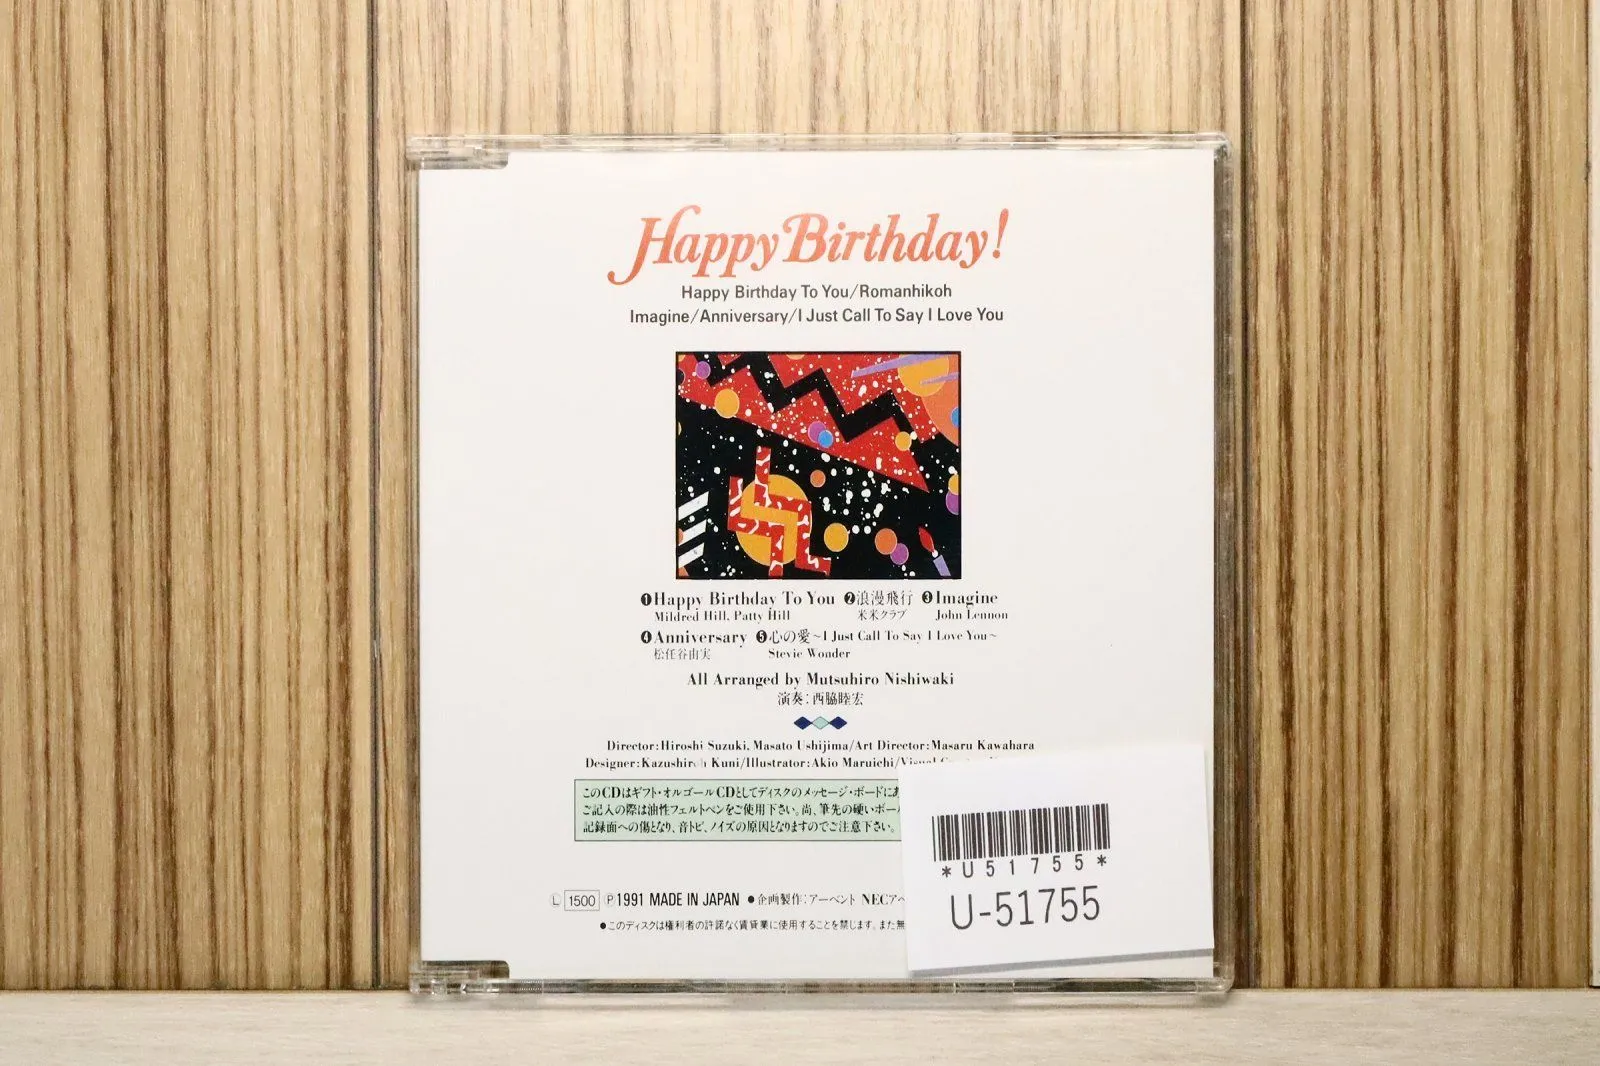 Happy Birthday!
Happy Birthday To You/Romanhikoh
Imagine/Anniversary/I Just Call To Say I Love You
❶Happy Birthday To You ❷浪漫飛行 ❸Imagine
Mildred Hill, Patty Hill 米米クラブ John Lennon
❹Anniversary ❺心の愛~I Just Call To Say I Love You~
松任谷由実 Stevie Wonder
All Arranged by Mutsuhiro Nishiwaki
演奏:西脇睦宏
Director:Hiroshi Suzuki, Masato Ushijima/Art Director:Masaru Kawahara
Designer:Kazushiroh Kuni/Illustrator:Akio Maruichi/Visual
このCDはギフト・オルゴールCDとしてディスクのメッセージ・ボードにあ
ご記入の際は油性フェルトペンをご使用下さい。尚、筆先の硬いボー
記録面への傷となり、音トビ、ノイズの原因となりますのでご注意下さい。
Ⓛ 1500 Ⓟ1991 MADE IN JAPAN ●企画製作:アーベント NECア
●このディスクは権利者の許諾なく賃貸業に使用することを禁じます。また無
*U51755*
U-51755